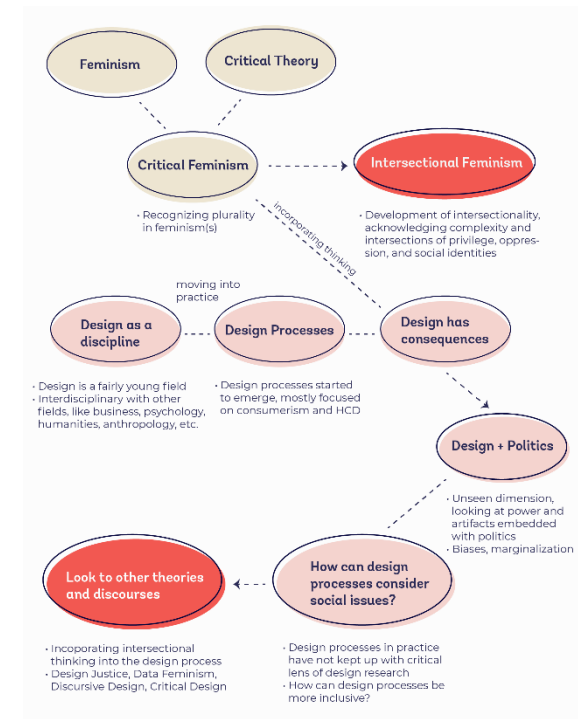 Feminism
Critical Theory
Critical Feminism
Intersectional Feminism
• Recognizing plurality
in feminism(s)
• Development of intersectionality,
acknowledging complexity and
intersections of privilege, oppres-
sion, and social identities
incorporating thinking
moving into
practice
Design as a
discipline
Design Processes
Design has
consequences
• Design is a fairly young field
• Interdisciplinary with other
fields, like business, psychology,
humanities, anthropology, etc.
• Design processes started
to emerge, mostly focused
on consumerism and HCD
Design + Politics
• Unseen dimension,
looking at power and
artifacts embedded
with politics
• Biases, marginalization
How can design
processes consider
social issues?
Look to other theories
and discourses
• Incoporating intersectional
thinking into the design process
• Design Justice, Data Feminism,
Discursive Design, Critical Design
• Design processes in practice
have not kept up with critical
lens of design research
• How can design processes be
more inclusive?